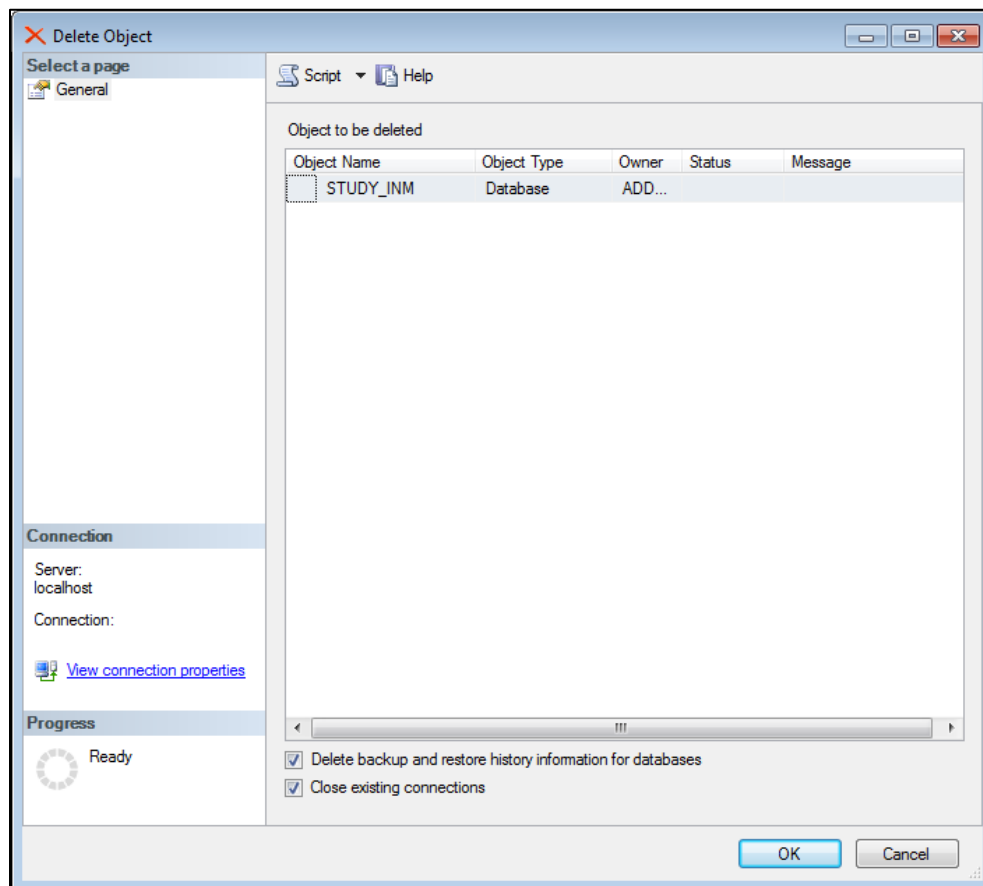 Delete Object
Select a page
General
Script Help
Object to be deleted
Object Name Object Type Owner Status Message
STUDY_INM Database ADD...
Connection
Server:
localhost
Connection:
View connection properties
Progress
Ready
Delete backup and restore history information for databases
Close existing connections
OK Cancel